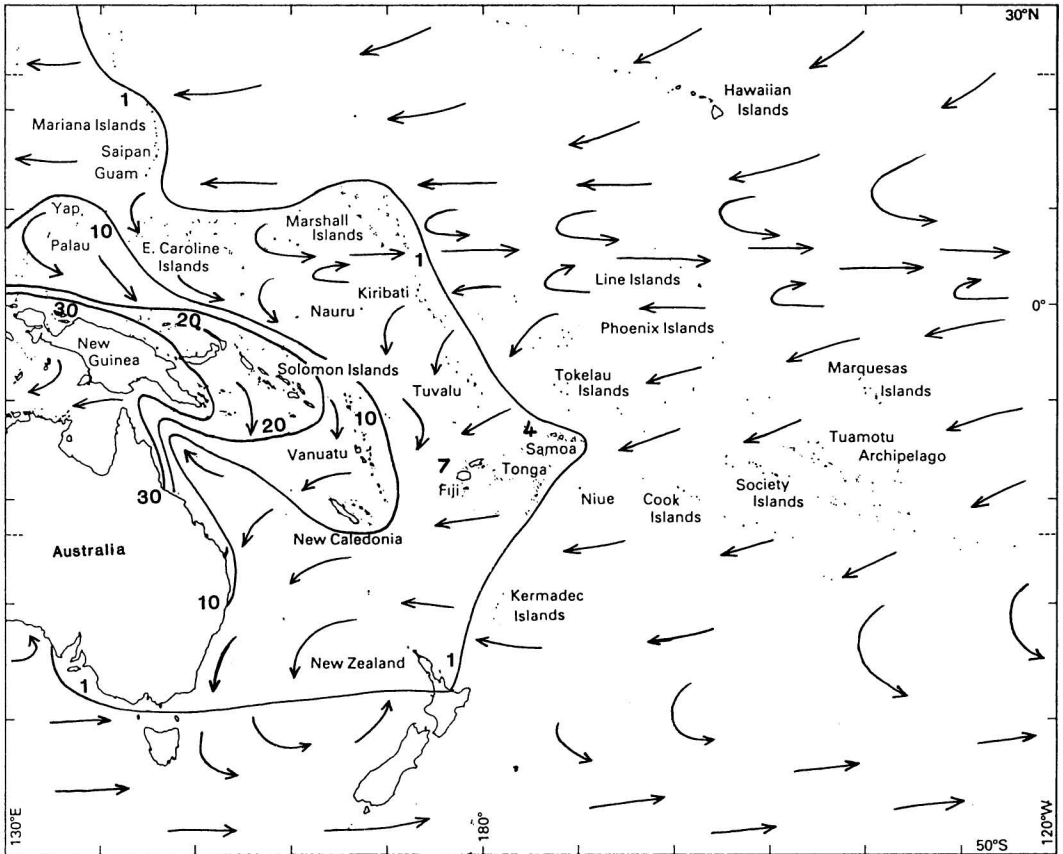 30°N
Hawaiian
Islands
1
Mariana Islands
Saipan
Guam
Yap
10
Palau
E. Caroline
Islands
Marshall
Islands
1
Line Islands
Kiribati
Nauru
0°
Phoenix Islands
30
20
New
Guinea
Solomon Islands
Tuvalu
Tokelau
Islands
Marquesas
Islands
10
20
4
Samoa
Tonga
Tuamotu
Archipelago
Vanuatu
7
Fiji
Niue
Cook
Islands
Society
Islands
30
New Caledonia
Australia
10
Kermadec
Islands
New Zealand
1
1
130°E
180°
120°W
50°S